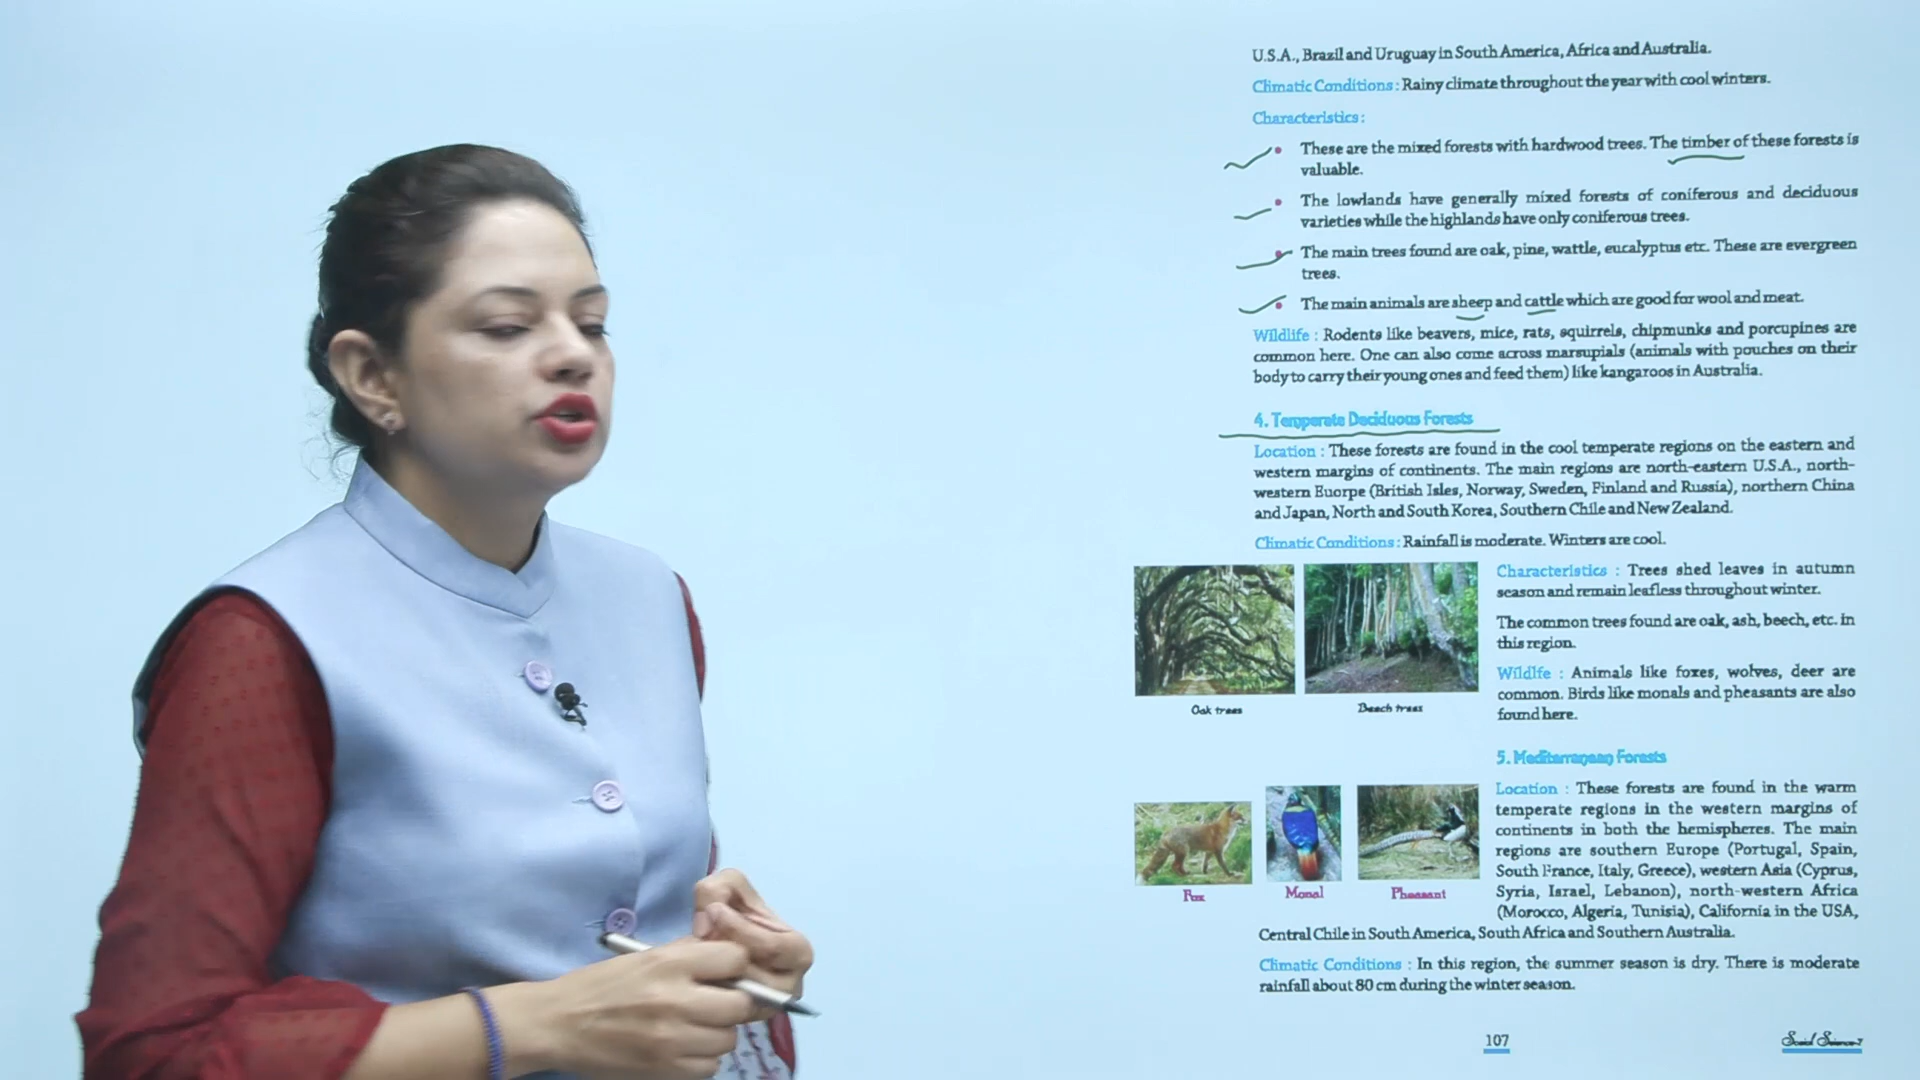 U.S.A., Brazil and Uruguay in South America, Africa and Australia.
Climatic Conditions : Rainy climate throughout the year with cool winters.
Characteristics :
• These are the mixed forests with hardwood trees. The timber of these forests is
valuable.
• The lowlands have generally mixed forests of coniferous and deciduous
varieties while the highlands have only coniferous trees.
• The main trees found are oak, pine, wattle, eucalyptus etc. These are evergreen
trees.
• The main animals are sheep and cattle which are good for wool and meat.
Wildlife : Rodents like beavers, mice, rats, squirrels, chipmunks and porcupines are
common here. One can also come across marsupials (animals with pouches on their
body to carry their young ones and feed them) like kangaroos in Australia.
4. Temperate Deciduous Forests
Location : These forests are found in the cool temperate regions on the eastern and
western margins of continents. The main regions are north-eastern U.S.A., north-
western Euorpe (British Isles, Norway, Sweden, Finland and Russia), northern China
and Japan, North and South Korea, Southern Chile and New Zealand.
Climatic Conditions : Rainfall is moderate. Winters are cool.
Characteristics : Trees shed leaves in autumn
season and remain leafless throughout winter.
The common trees found are oak, ash, beech, etc. in
this region.
Wildlfe : Animals like foxes, wolves, deer are
common. Birds like monals and pheasants are also
found here.
Oak trees
Beech trees
5. Mediterranean Forests
Location : These forests are found in the warm
temperate regions in the western margins of
continents in both the hemispheres. The main
regions are southern Europe (Portugal, Spain,
South France, Italy, Greece), western Asia (Cyprus,
Syria, Israel, Lebanon), north-western Africa
(Morocco, Algeria, Tunisia), California in the USA,
Fox
Monal
Pheasant
Central Chile in South America, South Africa and Southern Australia.
Climatic Conditions : In this region, the summer season is dry. There is moderate
rainfall about 80 cm during the winter season.
107
Social Science-7